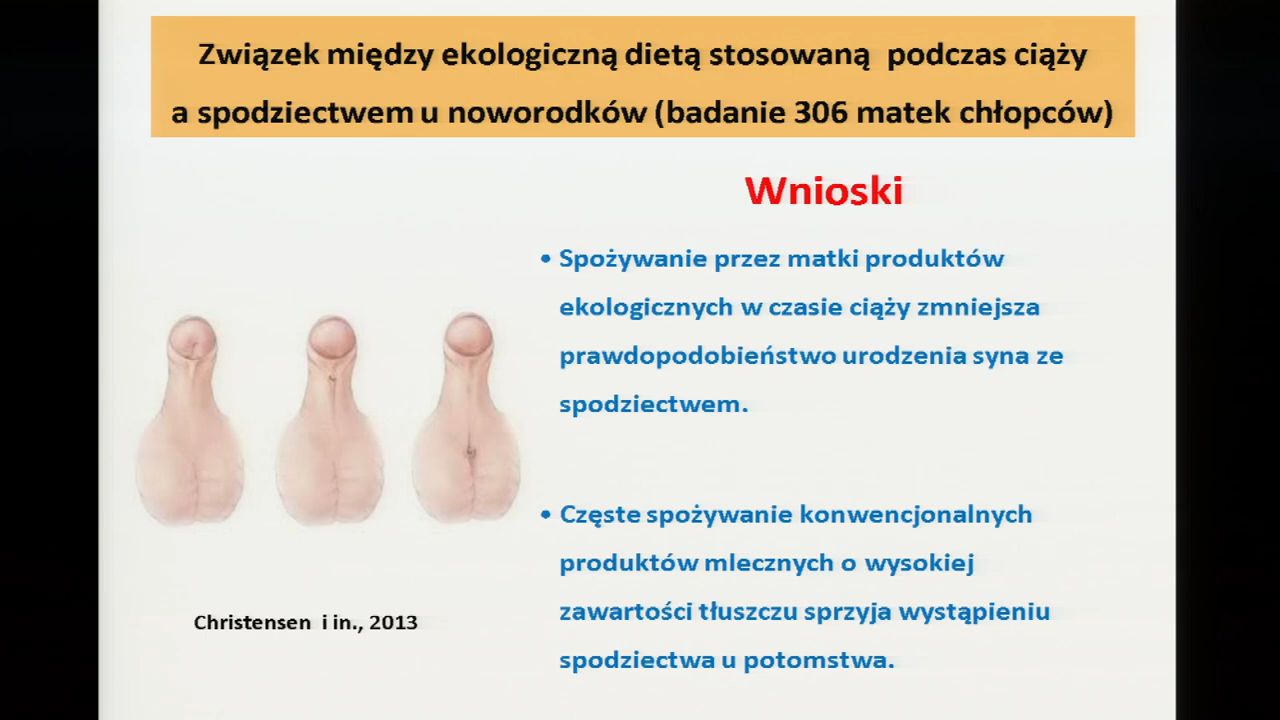 Związek między ekologiczną dietą stosowaną podczas ciąży
a spodziectwem u noworodków (badanie 306 matek chłopców)
Wnioski
• Spożywanie przez matki produktów
ekologicznych w czasie ciąży zmniejsza
prawdopodobieństwo urodzenia syna ze
spodziectwem.
• Częste spożywanie konwencjonalnych
produktów mlecznych o wysokiej
zawartości tłuszczu sprzyja wystąpieniu
spodziectwa u potomstwa.
Christensen i in., 2013